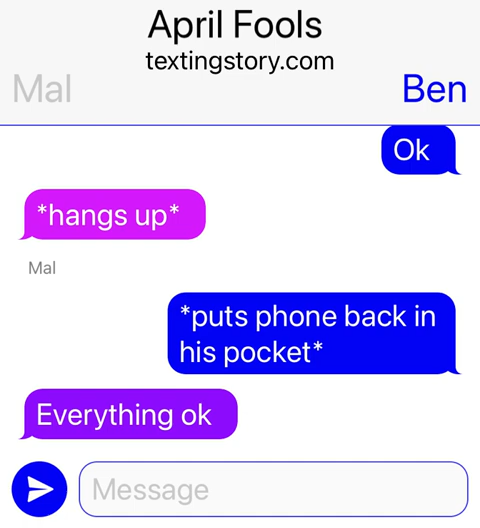 April Fools
textingstory.com
Mal
Ben
Ok
*hangs up*
Mal
*puts phone back in
his pocket*
Everything ok
Message